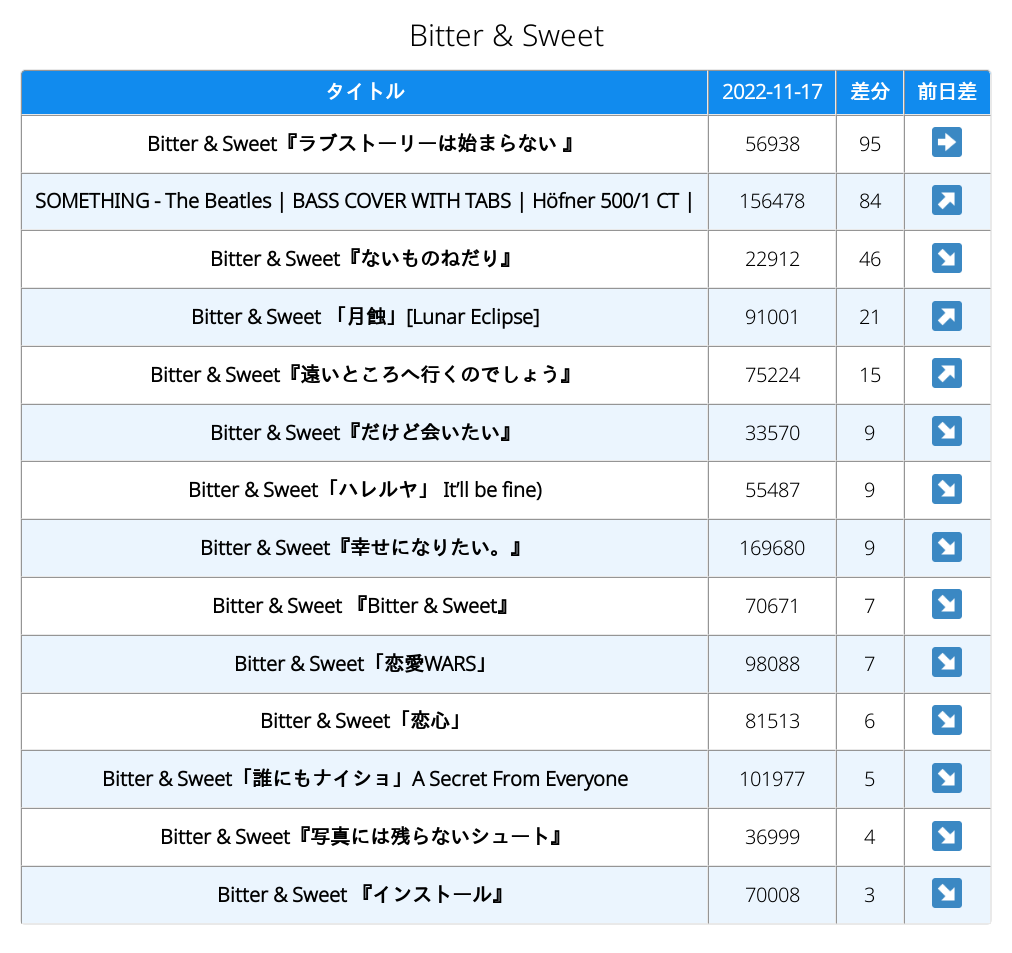 Bitter & Sweet
タイトル 2022-11-17 差分 前日差
Bitter & Sweet『ラブストーリーは始まらない 』 56938 95 ➡
SOMETHING - The Beatles | BASS COVER WITH TABS | Höfner 500/1 CT | 156478 84 ↗
Bitter & Sweet『ないものねだり』 22912 46 ↘
Bitter & Sweet 「月蝕」[Lunar Eclipse] 91001 21 ↗
Bitter & Sweet『遠いところへ行くのでしょう』 75224 15 ↗
Bitter & Sweet『だけど会いたい』 33570 9 ↘
Bitter & Sweet「ハレルヤ」 It’ll be fine) 55487 9 ↘
Bitter & Sweet『幸せになりたい。』 169680 9 ↘
Bitter & Sweet 『Bitter & Sweet』 70671 7 ↘
Bitter & Sweet「恋愛WARS」 98088 7 ↘
Bitter & Sweet「恋心」 81513 6 ↘
Bitter & Sweet「誰にもナイショ」A Secret From Everyone 101977 5 ↘
Bitter & Sweet『写真には残らないシュート』 36999 4 ↘
Bitter & Sweet 『インストール』 70008 3 ↘